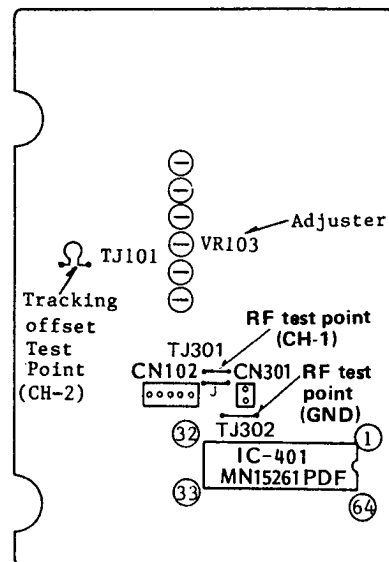 Adjuster
VR103
TJ101
Tracking
offset
Test
Point
(CH-2)
RF test point
(CH-1)
TJ301
CN102
CN301
J
RF test
point
(GND)
TJ302
32
1
IC-401
MN15261PDF
33
64